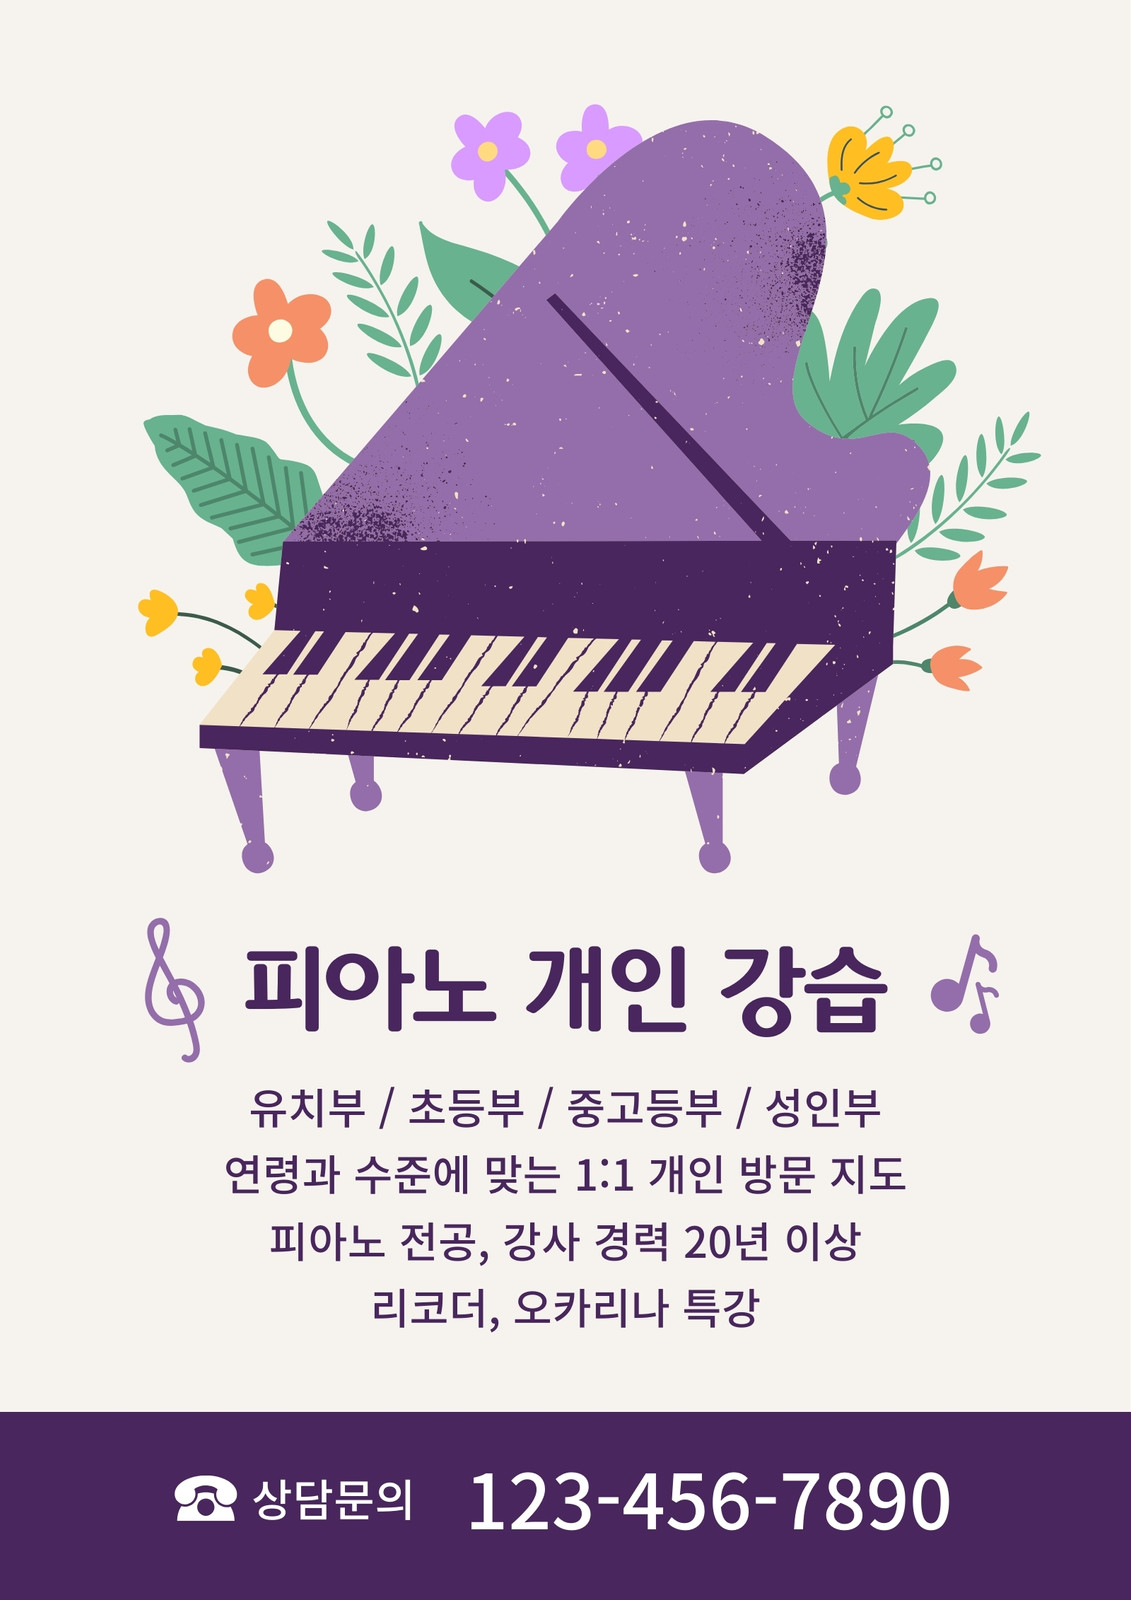 피아노 개인 강습
유치부 / 초등부 / 중고등부 / 성인부
연령과 수준에 맞는 1:1 개인 방문 지도
피아노 전공, 강사 경력 20년 이상
리코더, 오카리나 특강
상담문의 123-456-7890